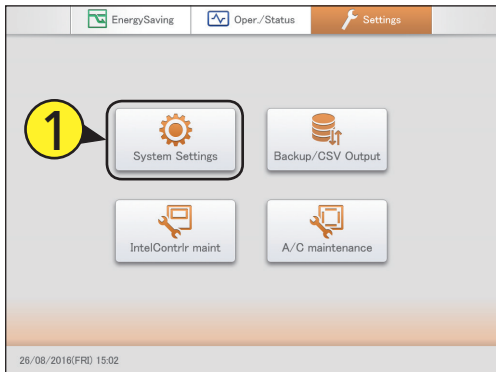 EnergySaving
Oper./Status
Settings
1
System Settings
Backup/CSV Output
IntelContrlr maint
A/C maintenance
26/08/2016(FRI) 15:02